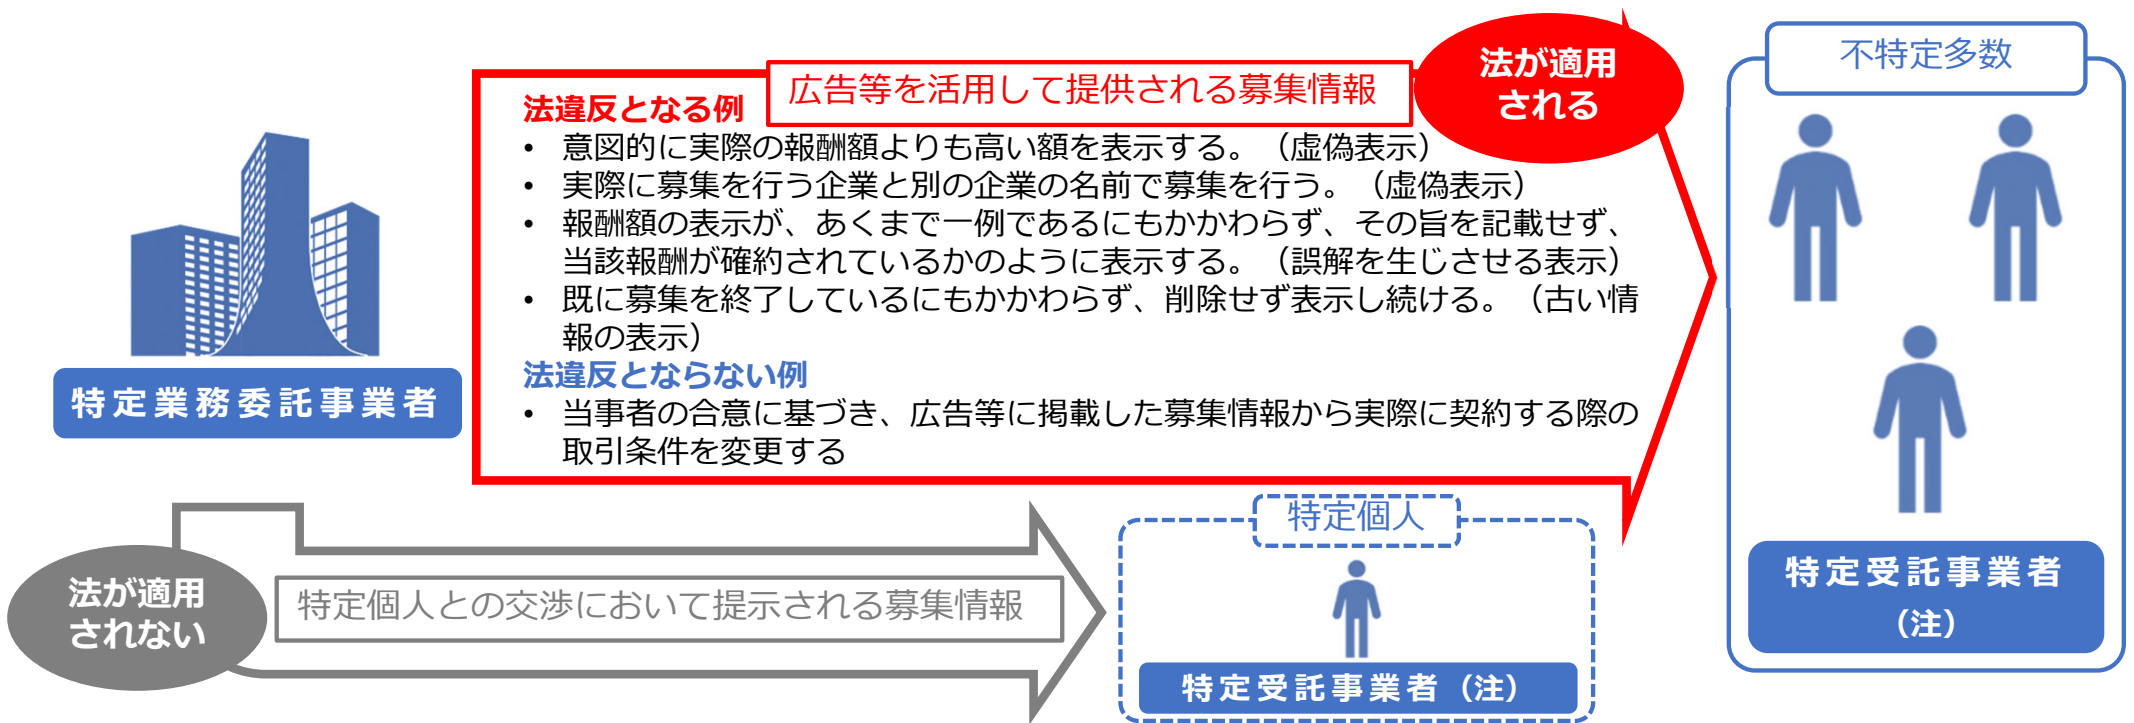 広告等を活用して提供される募集情報
法が適用
される
法違反となる例
• 意図的に実際の報酬額よりも高い額を表示する。（虚偽表示）
• 実際に募集を行う企業と別の企業の名前で募集を行う。（虚偽表示）
• 報酬額の表示が、あくまで一例であるにもかかわらず、その旨を記載せず、
当該報酬が確約されているかのように表示する。（誤解を生じさせる表示）
• 既に募集を終了しているにもかかわらず、削除せず表示し続ける。（古い情
報の表示）
法違反とならない例
• 当事者の合意に基づき、広告等に掲載した募集情報から実際に契約する際の
取引条件を変更する
特定業務委託事業者
不特定多数
特定受託事業者
（注）
法が適用
されない
特定個人との交渉において提示される募集情報
特定個人
特定受託事業者（注）